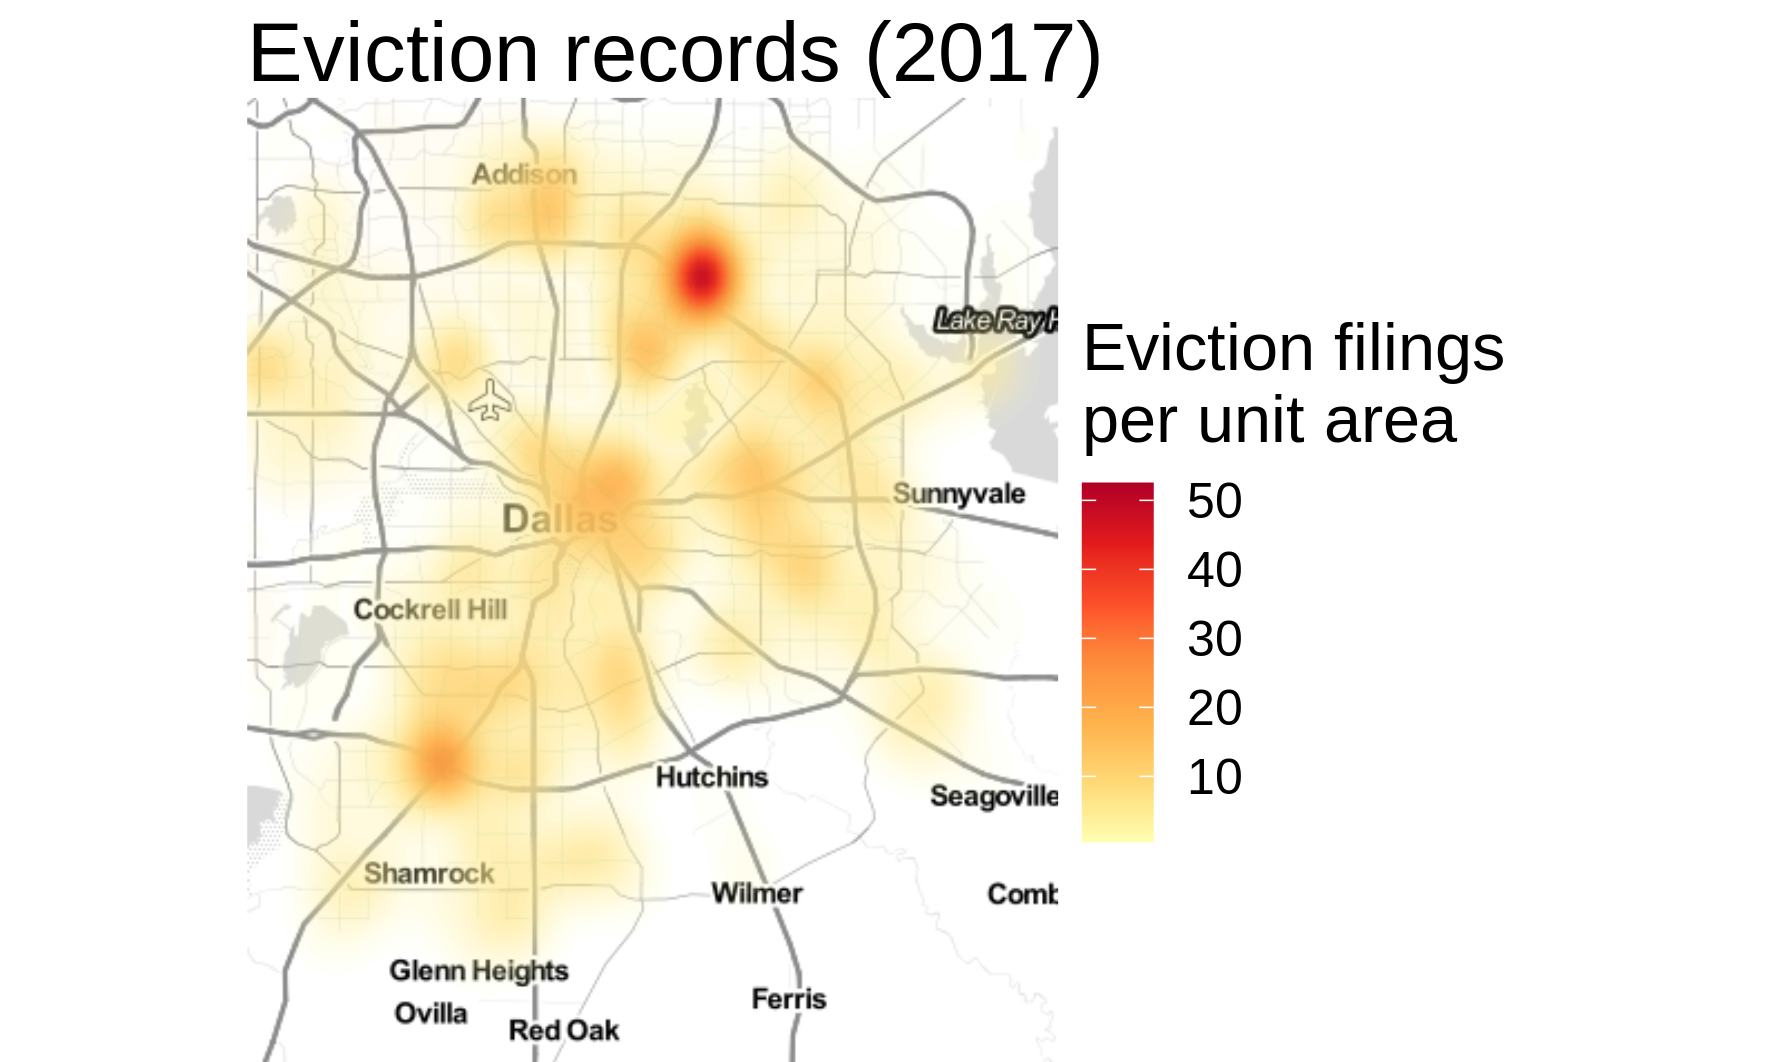 Eviction records (2017)
Addison
Lake Ray H
Eviction filings
per unit area
50
Sunnyvale
Dallas
40
Cockrell Hill
30
20
Hutchins
10
Seagoville
Shamrock
Wilmer
Comb
Glenn Heights
Ferris
Ovilla
Red Oak